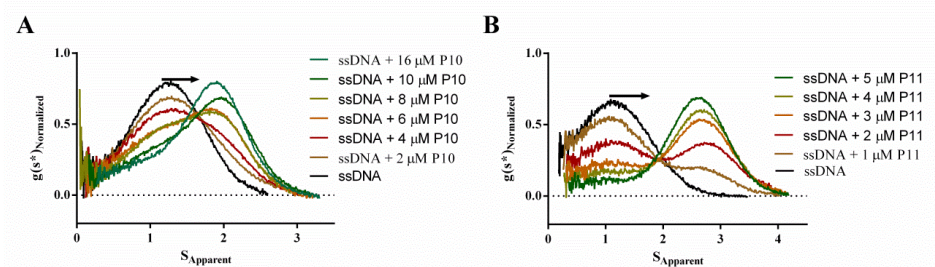 A
B
g(s*)Normalized
1.0
0.5
0.0
0
1
2
3
SApparent
ssDNA + 16 μM P10
ssDNA + 10 μM P10
ssDNA + 8 μM P10
ssDNA + 6 μM P10
ssDNA + 4 μM P10
ssDNA + 2 μM P10
ssDNA
g(s*)Normalized
1.0
0.5
0.0
0
1
2
3
4
SApparent
ssDNA + 5 μM P11
ssDNA + 4 μM P11
ssDNA + 3 μM P11
ssDNA + 2 μM P11
ssDNA + 1 μM P11
ssDNA